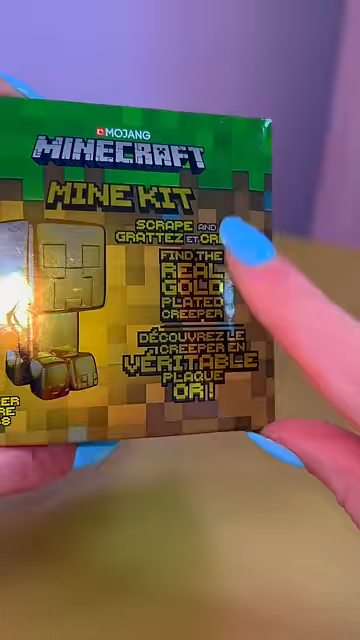 MOJANG
MINECRAFT
MINE KIT
SCRAPE AND
GRATTEZ ET
FIND THE
REAL
GOLD
PLATED
CREEPER
DÉCOUVREZ LE
CREEPER EN
VÉRITABLE
PLAQUÉ
OR!